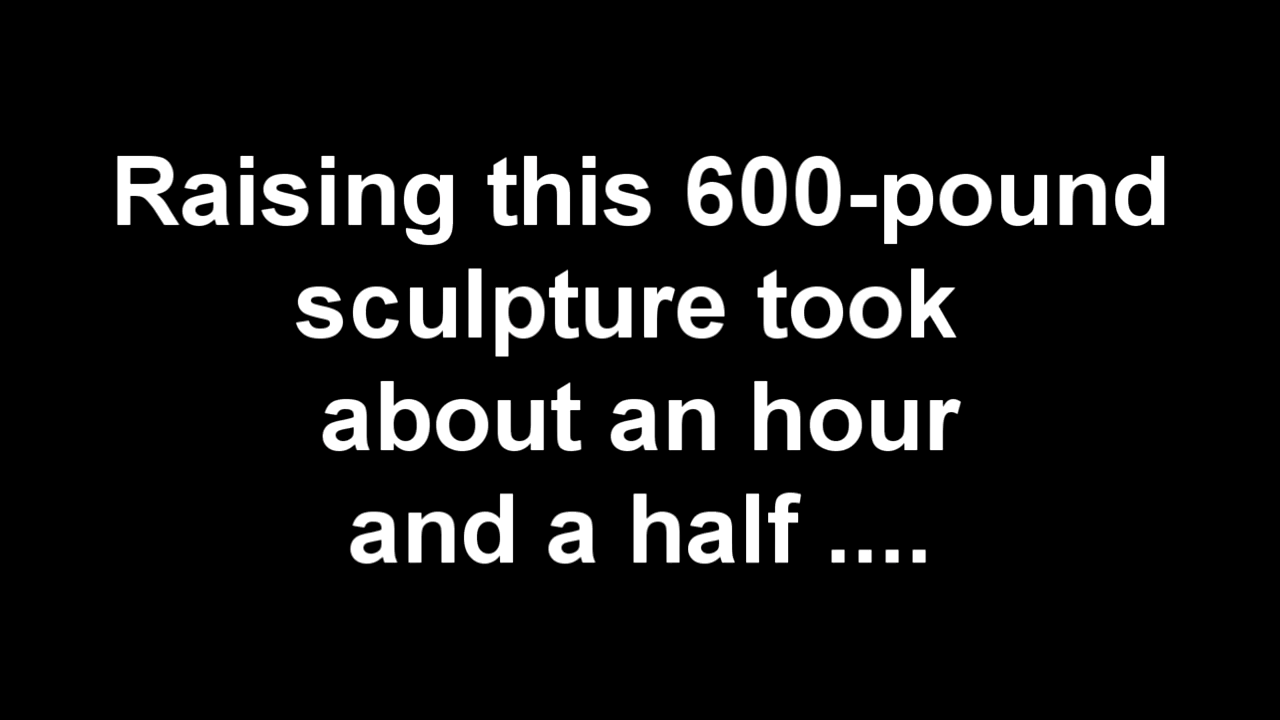 Raising this 600-pound
sculpture took
about an hour
and a half ....